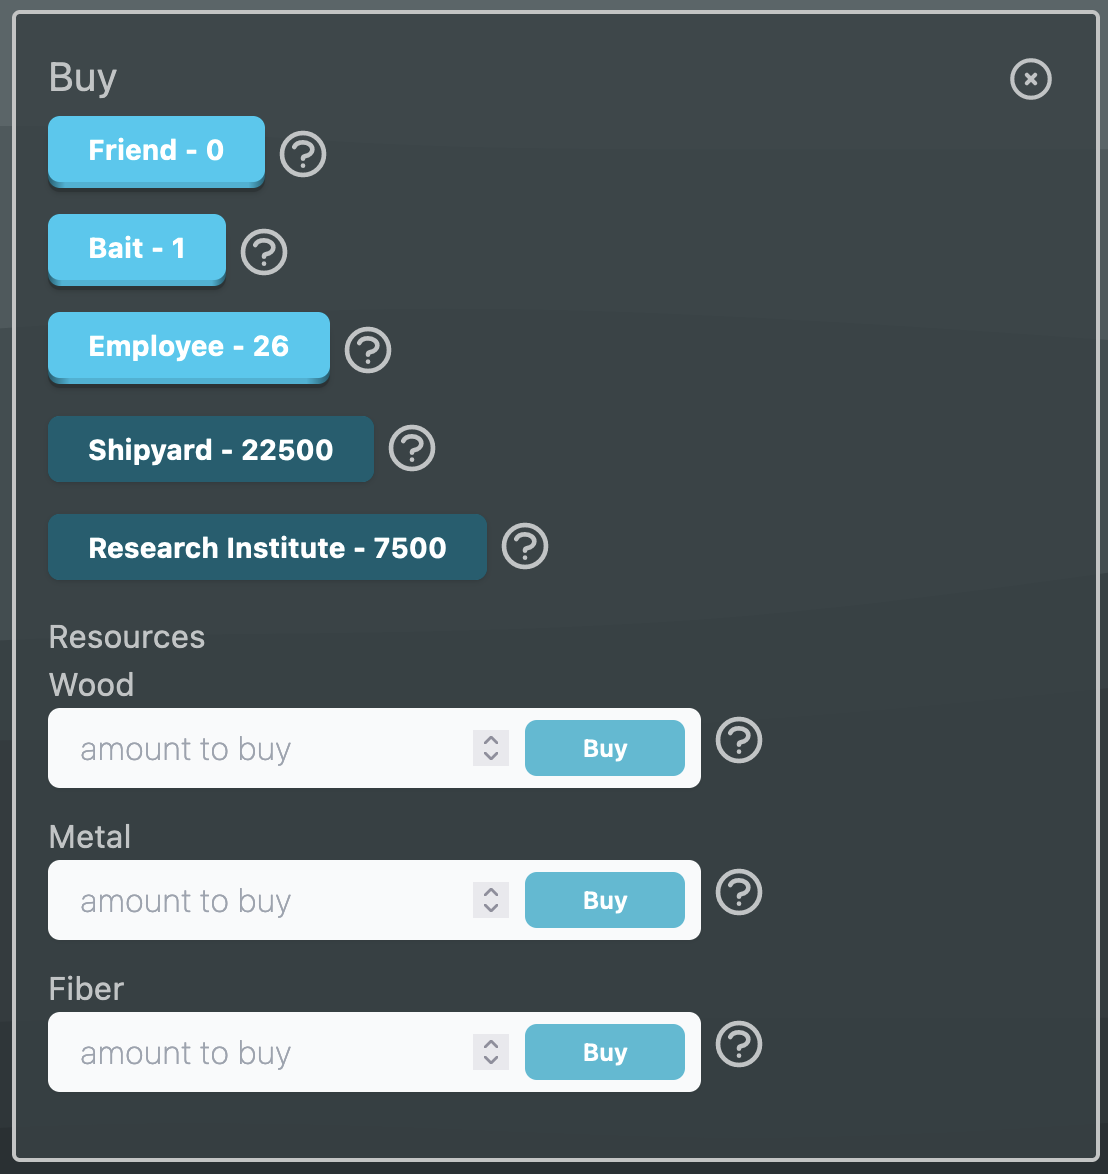 Buy
Friend - 0
Bait - 1
Employee - 26
Shipyard - 22500
Research Institute - 7500
Resources
Wood
amount to buy Buy
Metal
amount to buy Buy
Fiber
amount to buy Buy